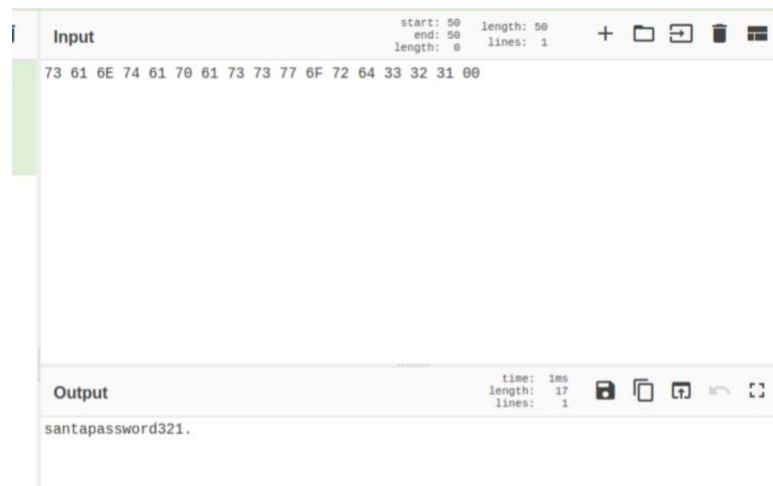 Input
start: 50
end: 50
length: 0
length: 50
lines: 1
73 61 6E 74 61 70 61 73 73 77 6F 72 64 33 32 31 00
Output
time: 1ms
length: 17
lines: 1
santapassword321.